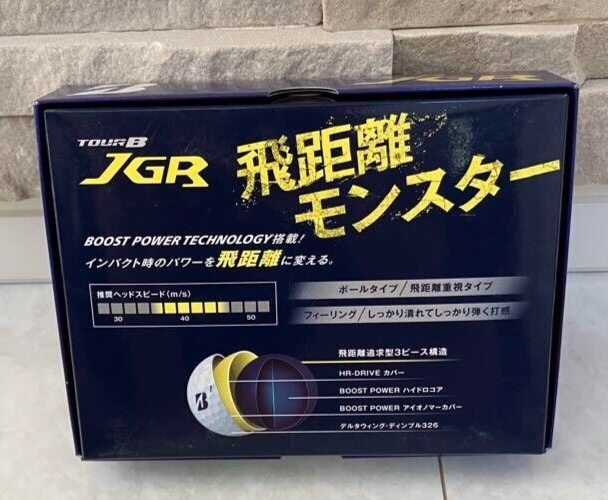 JGR
TOUR B
JGR
飛距離
モンスター
BOOST POWER TECHNOLOGY搭載!
インパクト時のパワーを飛距離に変える。
推奨ヘッドスピード(m/s)
30 40 50
ボールタイプ/飛距離重視タイプ
フィーリング/しっかり潰れてしっかり弾く打感
飛距離追求型3ピース構造
HR-DRIVE カバー
BOOST POWER ハイドロコア
BOOST POWER アイオノマーカバー
デルタウィング・ディンプル326
B